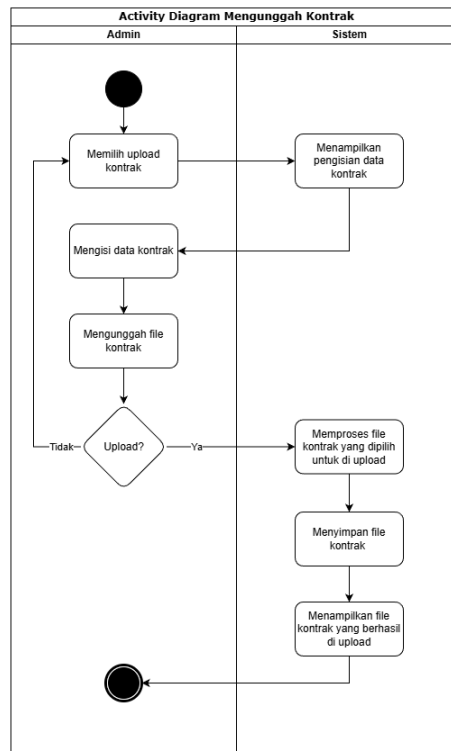 Activity Diagram Mengunggah Kontrak
Admin
Sistem
Memilih upload
kontrak
Menampilkan
pengisian data
kontrak
Mengisi data kontrak
Mengunggah file
kontrak
Tidak
Upload?
Ya
Memproses file
kontrak yang dipilih
untuk di upload
Menyimpan file
kontrak
Menampilkan file
kontrak yang berhasil
di upload